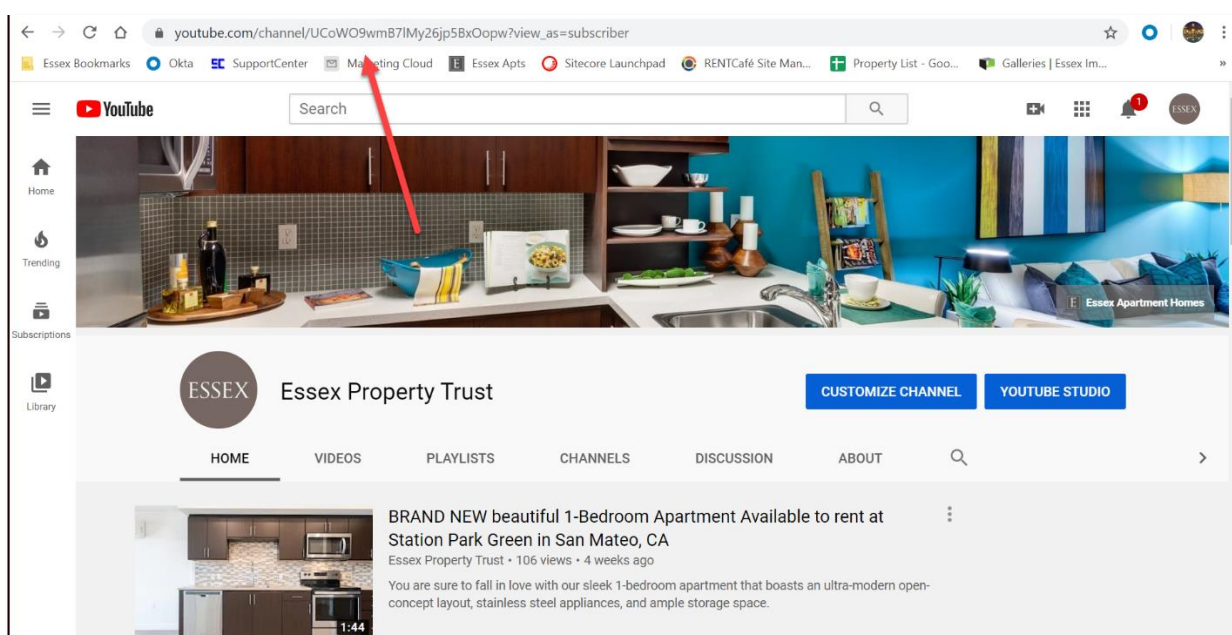 youtube.com/channel/UCoWO9wmB7lMy26jp5BxOopw?view_as=subscriber
Essex Bookmarks Okta SupportCenter Marketing Cloud Essex Apts Sitecore Launchpad RENTCafé Site Man... Property List - Goo... Galleries | Essex Im... »
YouTube Search 1 ESSEX
Home
Trending
Subscriptions
Library
E Essex Apartment Homes
ESSEX Essex Property Trust CUSTOMIZE CHANNEL YOUTUBE STUDIO
HOME VIDEOS PLAYLISTS CHANNELS DISCUSSION ABOUT
BRAND NEW beautiful 1-Bedroom Apartment Available to rent at
Station Park Green in San Mateo, CA
Essex Property Trust • 106 views • 4 weeks ago
You are sure to fall in love with our sleek 1-bedroom apartment that boasts an ultra-modern open-
concept layout, stainless steel appliances, and ample storage space.
1:44